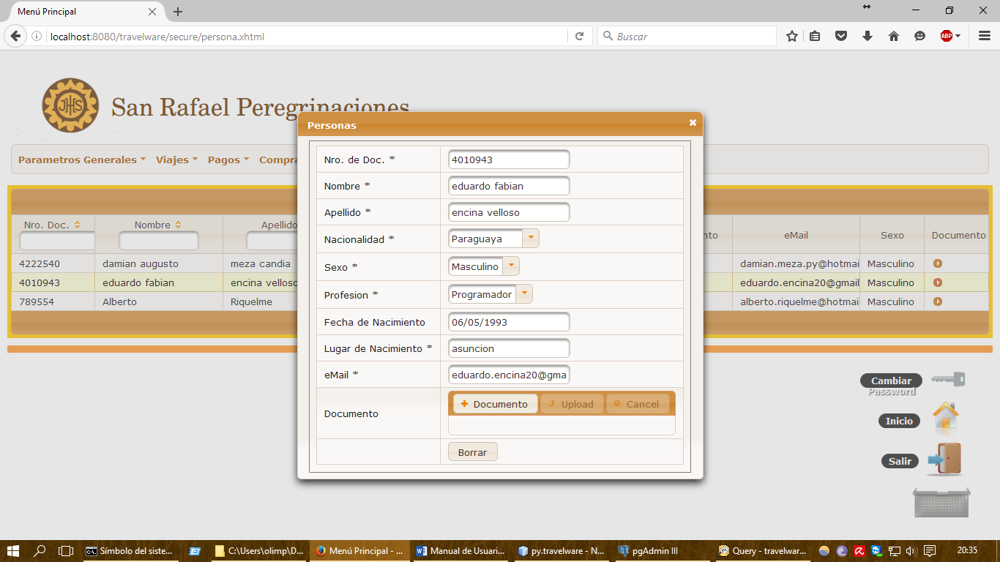 Menú Principal
localhost:8080/travelware/secure/persona.xhtml
Buscar
ABP
JHS
San Rafael Peregrinaciones
Parametros Generales Viajes Pagos Compra
Personas
Nro. de Doc. * 4010943
Nombre * eduardo fabian
Apellido * encina velloso
Nacionalidad * Paraguaya
Sexo * Masculino
Profesion * Programador
Fecha de Nacimiento 06/05/1993
Lugar de Nacimiento * asuncion
eMail * eduardo.encina20@gma
Documento Documento Upload Cancel
Borrar
Nro. Doc. Nombre Apellido nto eMail Sexo Documento
4222540 damian augusto meza candia damian.meza.py@hotmai Masculino
4010943 eduardo fabian encina velloso eduardo.encina20@gmail Masculino
789554 Alberto Riquelme alberto.riquelme@hotmai Masculino
Cambiar
Password
Inicio
Salir
Símbolo del siste...
C:\Users\olimp\D...
Menú Principal - ...
Manual de Usuari...
py.travelware - N...
pgAdmin III
Query - travelwar...
20:35